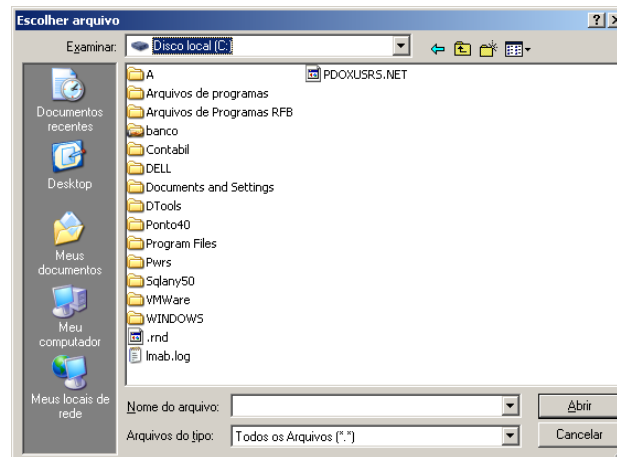 Escolher arquivo
Examinar:
Disco local (C:)
Documentos
recentes
Desktop
Meus
documentos
Meu
computador
Meus locais de
rede
A
Arquivos de programas
Arquivos de Programas RFB
banco
Contabil
DELL
Documents and Settings
DTools
Ponto40
Program Files
Pwrs
Sqlany50
VMWare
WINDOWS
.rnd
lmab.log
PDOXUSRS.NET
Nome do arquivo:
Abrir
Arquivos do tipo:
Todos os Arquivos (*.*)
Cancelar